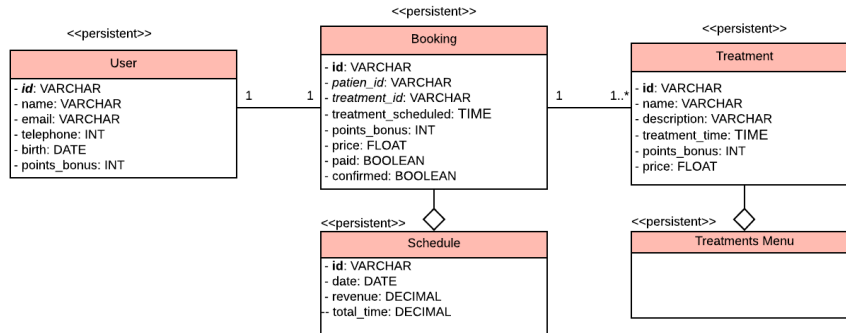 <<persistent>>
User
- id: VARCHAR
- name: VARCHAR
- email: VARCHAR
- telephone: INT
- birth: DATE
- points_bonus: INT
1
1
<<persistent>>
Booking
- id: VARCHAR
- patien_id: VARCHAR
- treatment_id: VARCHAR
- treatment_scheduled: TIME
- points_bonus: INT
- price: FLOAT
- paid: BOOLEAN
- confirmed: BOOLEAN
1
1..*
<<persistent>>
Treatment
- id: VARCHAR
- name: VARCHAR
- description: VARCHAR
- treatment_time: TIME
- points_bonus: INT
- price: FLOAT
<<persistent>>
Schedule
- id: VARCHAR
- date: DATE
- revenue: DECIMAL
-- total_time: DECIMAL
<<persistent>>
Treatments Menu